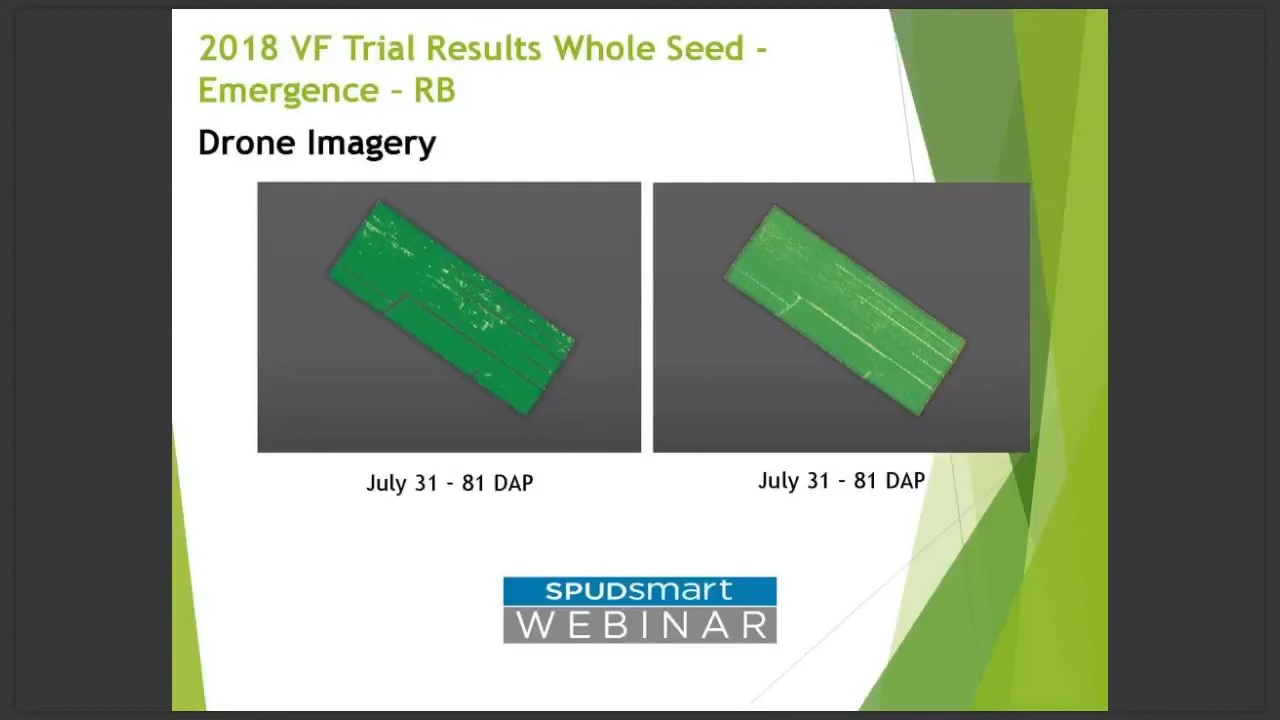 2018 VF Trial Results Whole Seed -
Emergence – RB
Drone Imagery
July 31 - 81 DAP
July 31 - 81 DAP
SPUDsmart
WEBINAR